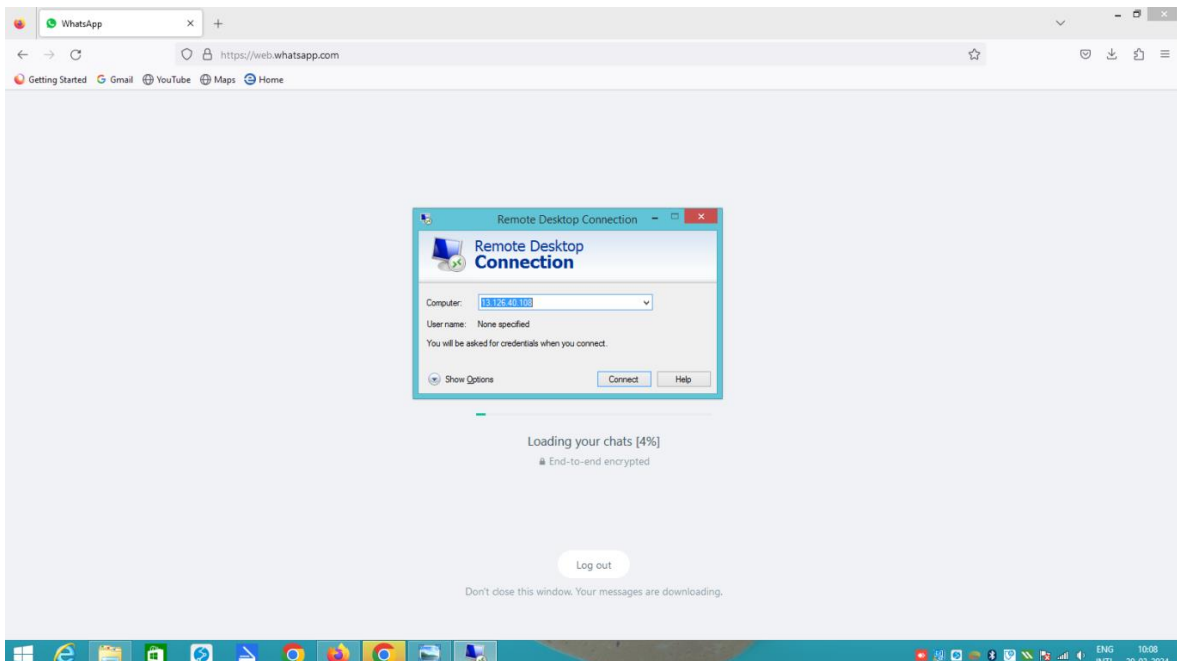 WhatsApp
https://web.whatsapp.com
Getting Started Gmail YouTube Maps Home
Remote Desktop Connection
Remote Desktop
Connection
Computer: 13.126.40.108
User name: None specified
You will be asked for credentials when you connect.
Show Options Connect Help
Loading your chats [4%]
End-to-end encrypted
Log out
Don't close this window. Your messages are downloading.
ENG 10:08